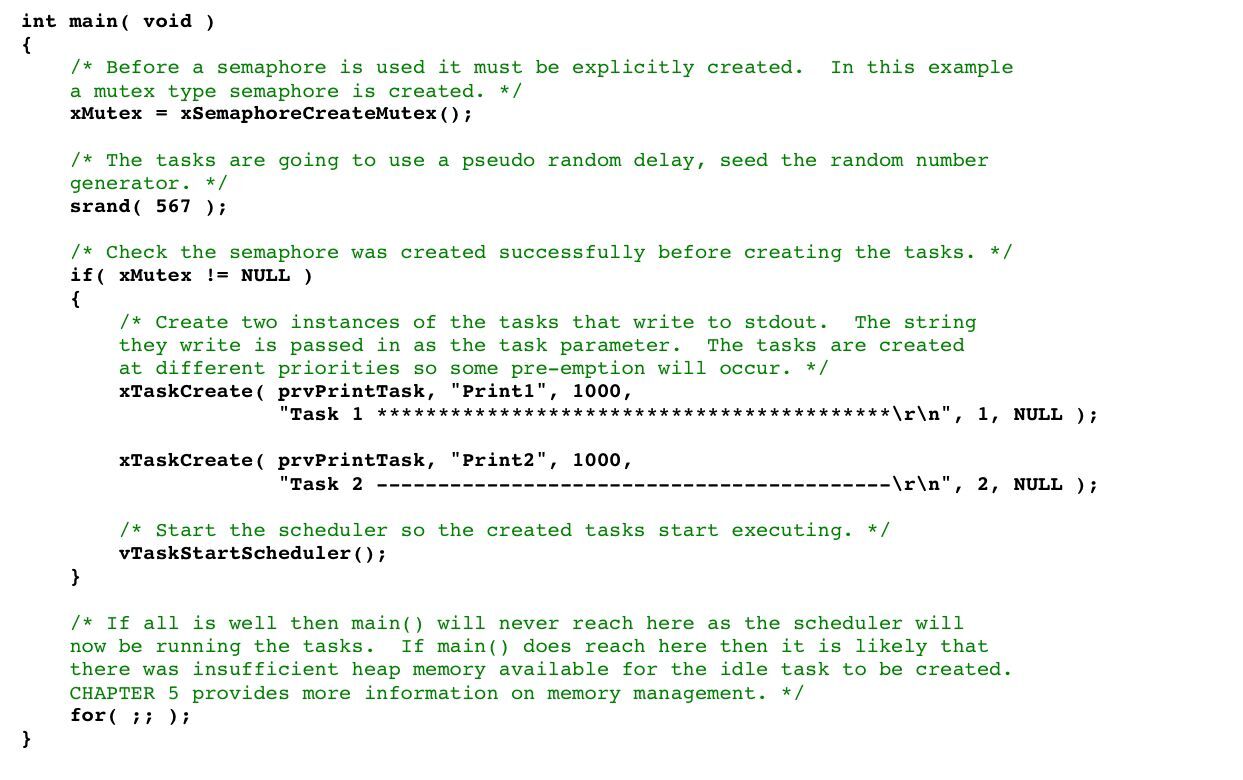 int main( void )
{
    /* Before a semaphore is used it must be explicitly created.  In this example
    a mutex type semaphore is created. */
    xMutex = xSemaphoreCreateMutex();

    /* The tasks are going to use a pseudo random delay, seed the random number
    generator. */
    srand( 567 );

    /* Check the semaphore was created successfully before creating the tasks. */
    if( xMutex != NULL )
    {
        /* Create two instances of the tasks that write to stdout.  The string
        they write is passed in as the task parameter.  The tasks are created
        at different priorities so some pre-emption will occur. */
        xTaskCreate( prvPrintTask, "Print1", 1000,
                     "Task 1 ******************************************\r\n", 1, NULL );

        xTaskCreate( prvPrintTask, "Print2", 1000,
                     "Task 2 ------------------------------------------\r\n", 2, NULL );

        /* Start the scheduler so the created tasks start executing. */
        vTaskStartScheduler();
    }

    /* If all is well then main() will never reach here as the scheduler will
    now be running the tasks.  If main() does reach here then it is likely that
    there was insufficient heap memory available for the idle task to be created.
    CHAPTER 5 provides more information on memory management. */
    for( ;; );
}